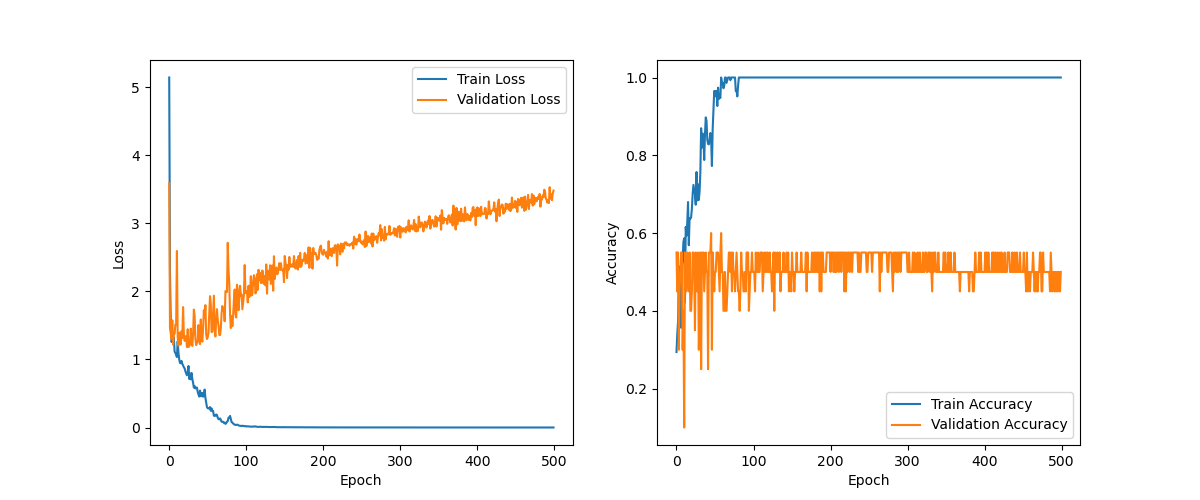 Train Loss
Validation Loss
5
4
3
2
1
0
Loss
0 100 200 300 400 500
Epoch
1.0
0.8
0.6
0.4
0.2
Accuracy
Train Accuracy
Validation Accuracy
0 100 200 300 400 500
Epoch